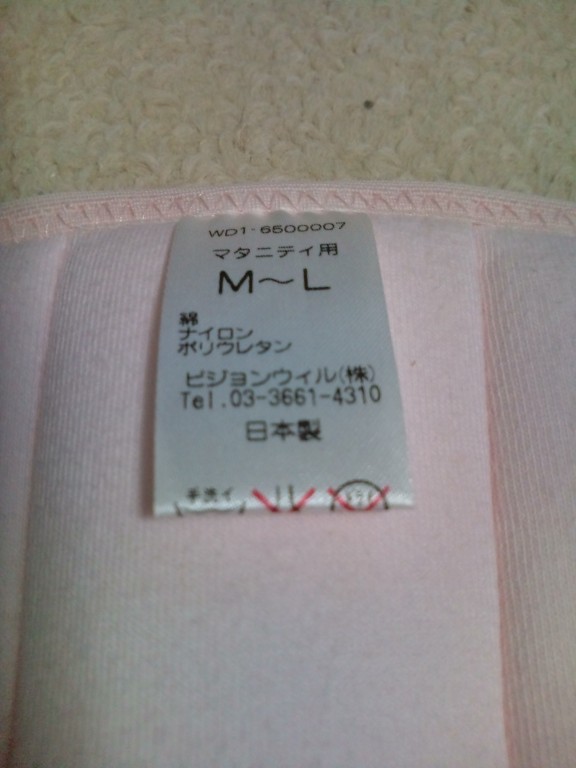 WD1-6500007
マタニティ用
M～L
綿
ナイロン
ポリウレタン
ピジョンウィル(株)
Tel.03-3661-4310
日本製
手洗イ